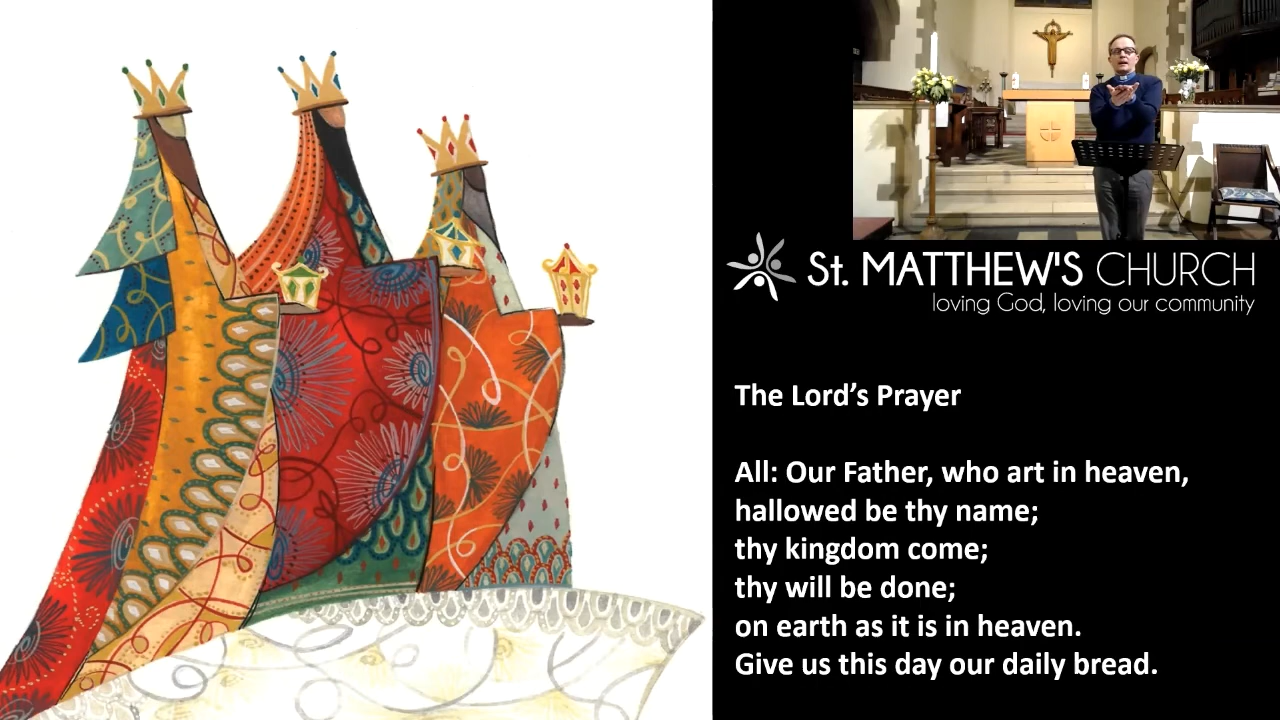 St. MATTHEW'S CHURCH
loving God, loving our community
The Lord’s Prayer
All: Our Father, who art in heaven,
hallowed be thy name;
thy kingdom come;
thy will be done;
on earth as it is in heaven.
Give us this day our daily bread.